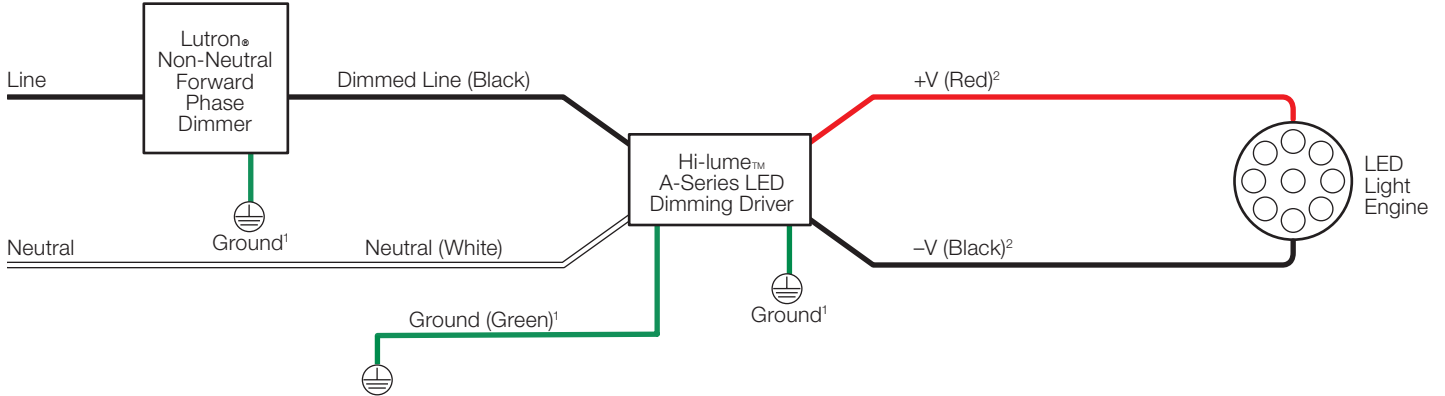 Lutron®
Non-Neutral
Forward
Phase
Dimmer
Line
Dimmed Line (Black)
+V (Red)²
Hi-lume™
A-Series LED
Dimming Driver
LED
Light
Engine
Ground¹
Neutral
Neutral (White)
–V (Black)²
Ground (Green)¹
Ground¹